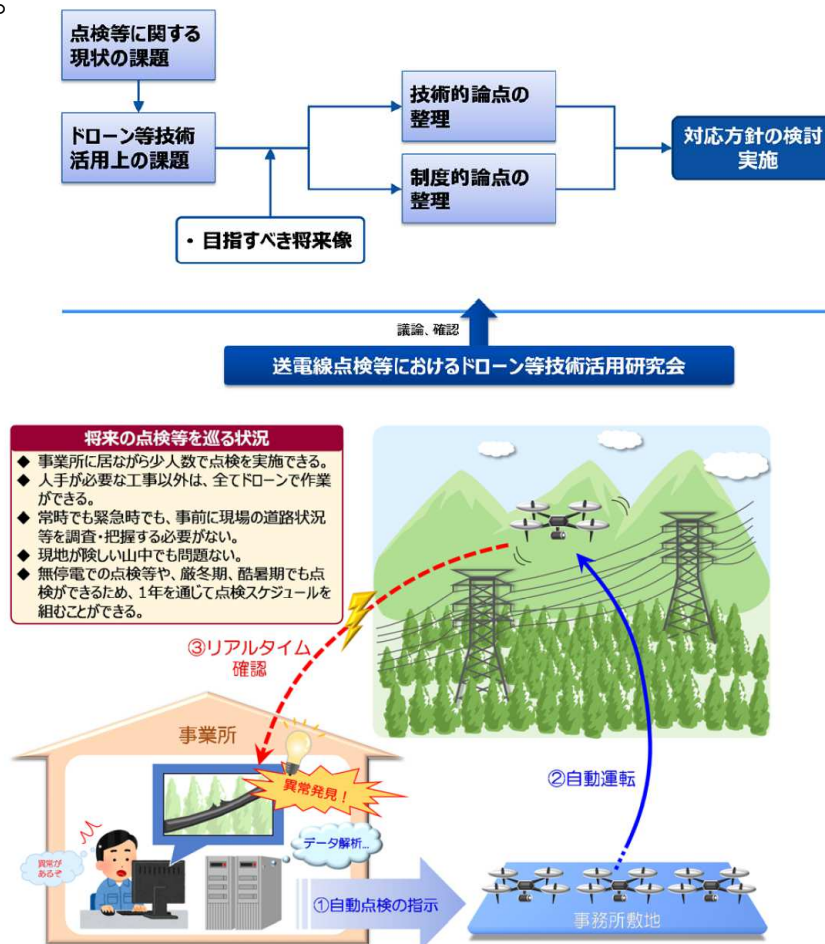 。
点検等に関する
現状の課題
ドローン等技術
活用上の課題
・ 目指すべき将来像
技術的論点の
整理
制度的論点の
整理
対応方針の検討
実施
議論、確認
送電線点検等におけるドローン等技術活用研究会
将来の点検等を巡る状況
◆ 事業所に居ながら少人数で点検を実施できる。
◆ 人手が必要な工事以外は、全てドローンで作業
ができる。
◆ 常時でも緊急時でも、事前に現場の道路状況
等を調査・把握する必要がない。
◆ 現地が険しい山中でも問題ない。
◆ 無停電での点検等や、厳冬期、酷暑期でも点
検ができるため、1年を通じて点検スケジュールを
組むことができる。
③リアルタイム
確認
事業所
異常発見！
データ解析...
異常が
あるぞ
①自動点検の指示
②自動運転
事務所敷地